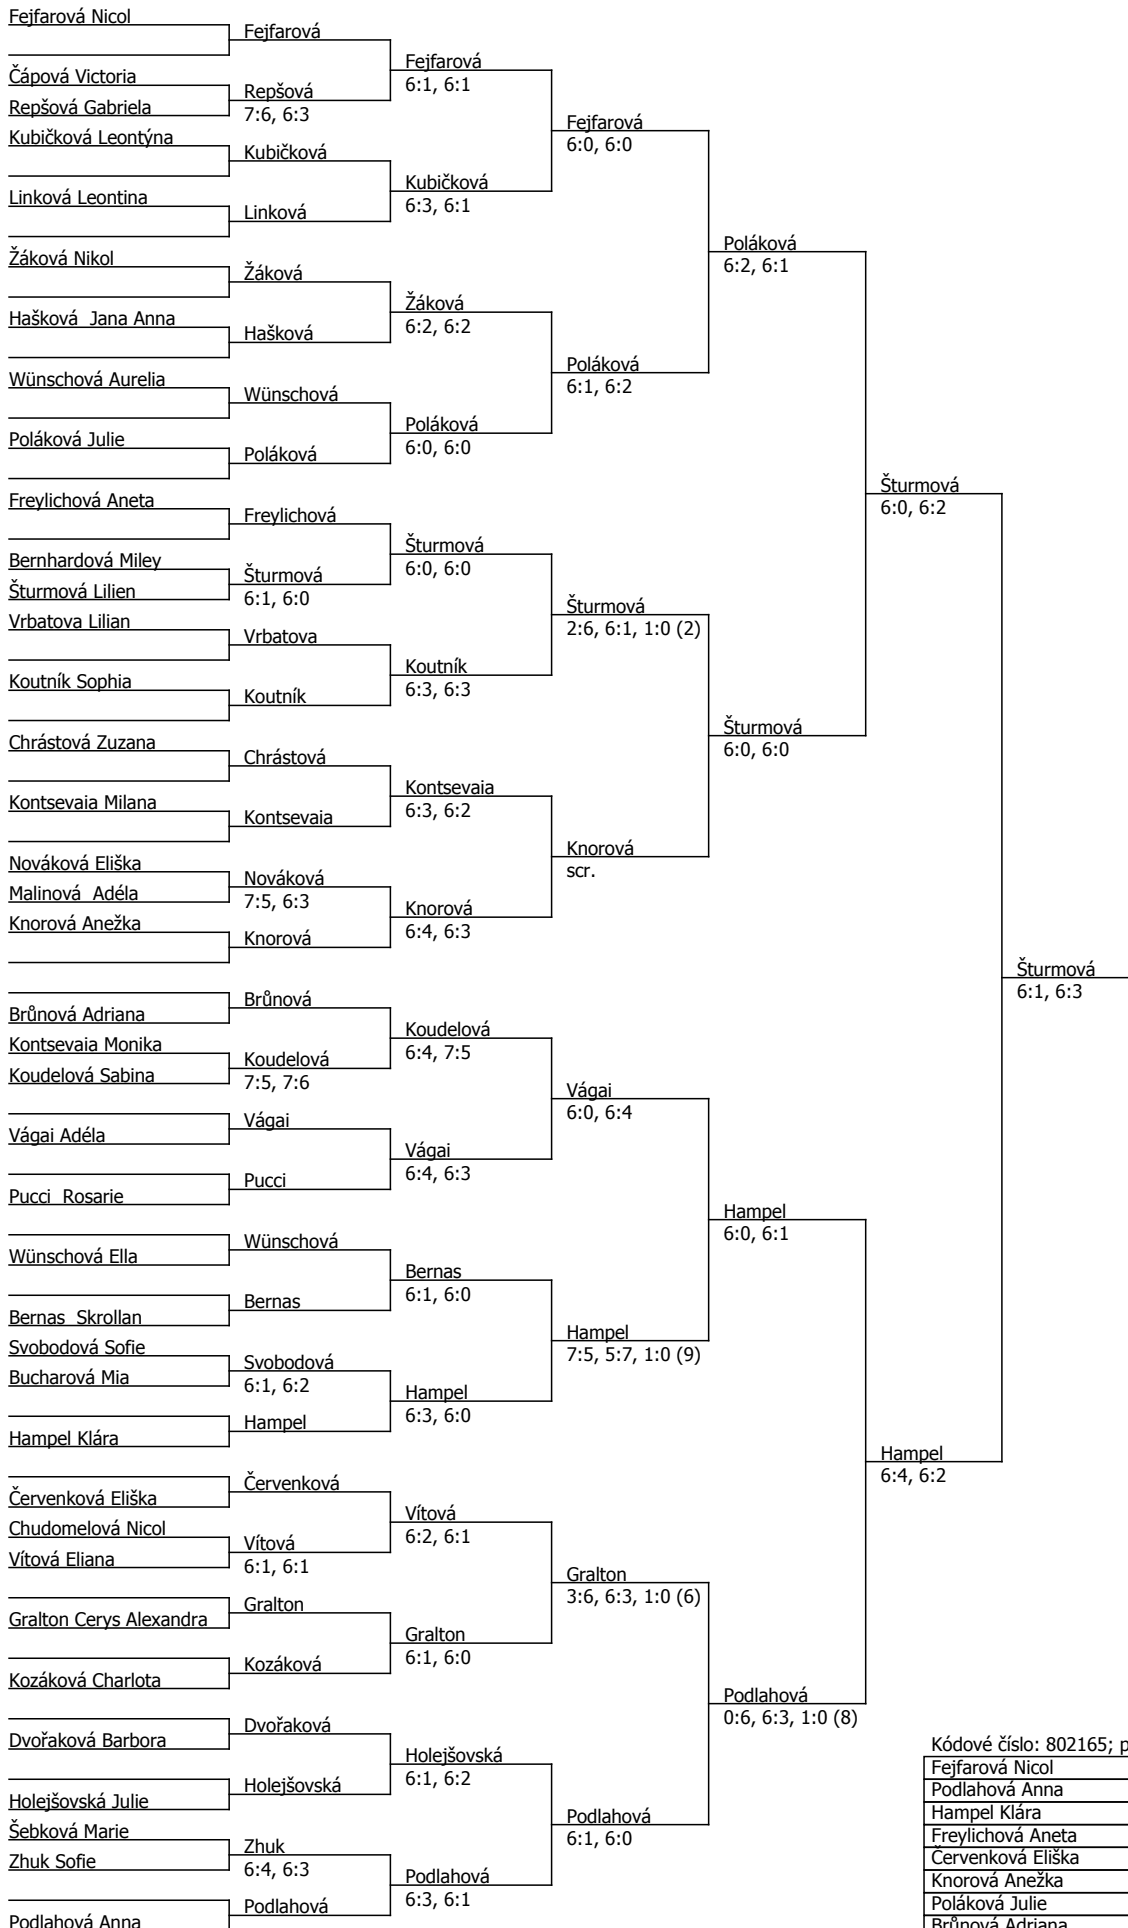 Fejfarová Nicol
Čápová Victoria
Repšová Gabriela
Kubičková Leontýna
Linková Leontina
Žáková Nikol
Hašková  Jana Anna
Wünschová Aurelia
Poláková Julie
Freylichová Aneta
Bernhardová Miley
Šturmová Lilien
Vrbatova Lilian
Koutník Sophia
Chrástová Zuzana
Kontsevaia Milana
Nováková Eliška
Malinová  Adéla
Knorová Anežka
Brůnová Adriana
Kontsevaia Monika
Koudelová Sabina
Vágai Adéla
Pucci  Rosarie
Wünschová Ella
Bernas  Skrollan
Svobodová Sofie
Bucharová Mia
Hampel Klára
Červenková Eliška
Chudomelová Nicol
Vítová Eliana
Gralton Cerys Alexandra
Kozáková Charlota
Dvořaková Barbora
Holejšovská Julie
Šebková Marie
Zhuk Sofie
Podlahová Anna
Fejfarová
Repšová
7:6, 6:3
Kubičková
Linková
Žáková
Hašková
Wünschová
Poláková
Freylichová
Šturmová
6:1, 6:0
Vrbatova
Koutník
Chrástová
Kontsevaia
Nováková
7:5, 6:3
Knorová
Brůnová
Koudelová
7:5, 7:6
Vágai
Pucci
Wünschová
Bernas
Svobodová
6:1, 6:2
Hampel
Červenková
Vítová
6:1, 6:1
Gralton
Kozáková
Dvořaková
Holejšovská
Zhuk
6:4, 6:3
Podlahová
Fejfarová
6:1, 6:1
Kubičková
6:3, 6:1
Žáková
6:2, 6:2
Poláková
6:0, 6:0
Šturmová
6:0, 6:0
Koutník
6:3, 6:3
Kontsevaia
6:3, 6:2
Knorová
6:4, 6:3
Koudelová
6:4, 7:5
Vágai
6:4, 6:3
Bernas
6:1, 6:0
Hampel
6:3, 6:0
Vítová
6:2, 6:1
Gralton
6:1, 6:0
Holejšovská
6:1, 6:2
Podlahová
6:3, 6:1
Fejfarová
6:0, 6:0
Poláková
6:1, 6:2
Šturmová
2:6, 6:1, 1:0 (2)
Knorová
scr.
Vágai
6:0, 6:4
Hampel
7:5, 5:7, 1:0 (9)
Gralton
3:6, 6:3, 1:0 (6)
Podlahová
6:1, 6:0
Poláková
6:2, 6:1
Šturmová
6:0, 6:0
Hampel
6:0, 6:1
Podlahová
0:6, 6:3, 1:0 (8)
Šturmová
6:0, 6:2
Hampel
6:4, 6:2
Šturmová
6:1, 6:3
Kódové číslo: 802165; p
Fejfarová Nicol
Podlahová Anna
Hampel Klára
Freylichová Aneta
Červenková Eliška
Knorová Anežka
Poláková Julie
Brůnová Adriana